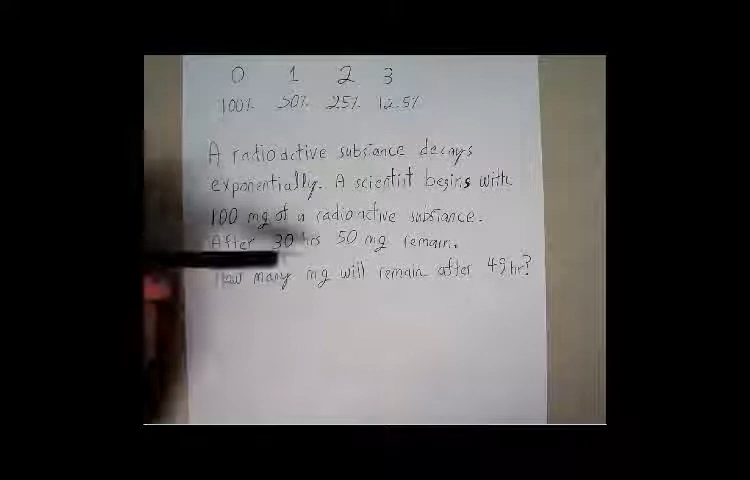 0 1 2 3
100% 50% 25% 12.5%
A radioactive substance decays
exponentially. A scientist begins with
100 mg of a radioactive substance.
After 30 hrs 50 mg remain.
How many mg will remain after 49 hr?